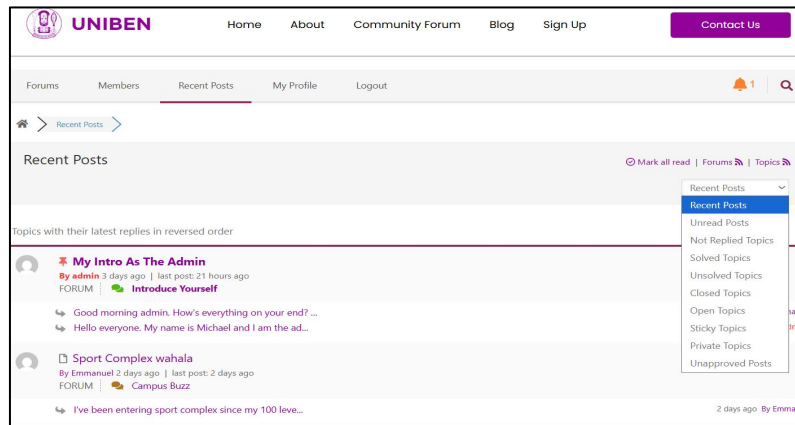 UNIBEN
Home About Community Forum Blog Sign Up Contact Us
Forums Members Recent Posts My Profile Logout 1
Recent Posts
Recent Posts
Mark all read | Forums | Topics
Recent Posts
Recent Posts
Unread Posts
Not Replied Topics
Solved Topics
Unsolved Topics
Closed Topics
Open Topics
Sticky Topics
Private Topics
Unapproved Posts
Topics with their latest replies in reversed order
My Intro As The Admin
By admin 3 days ago | last post: 21 hours ago
FORUM Introduce Yourself
Good morning admin. How's everything on your end? ...
Hello everyone. My name is Michael and I am the ad...
Sport Complex wahala
By Emmanuel 2 days ago | last post: 2 days ago
FORUM Campus Buzz
I've been entering sport complex since my 100 leve... 2 days ago By Emma